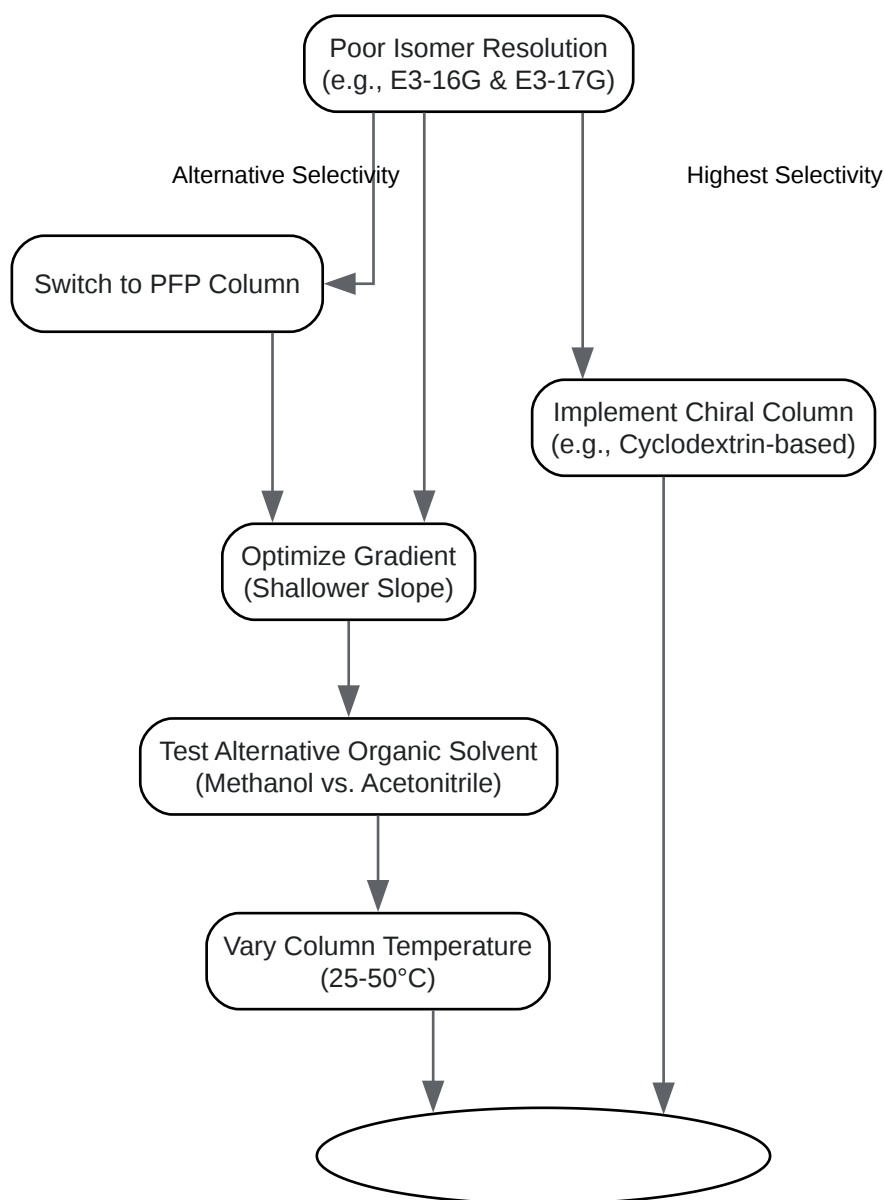 Poor Isomer Resolution
(e.g., E3-16G & E3-17G)
Alternative Selectivity
Highest Selectivity
Switch to PFP Column
Implement Chiral Column
(e.g., Cyclodextrin-based)
Optimize Gradient
(Shallower Slope)
Test Alternative Organic Solvent
(Methanol vs. Acetonitrile)
Vary Column Temperature
(25-50°C)